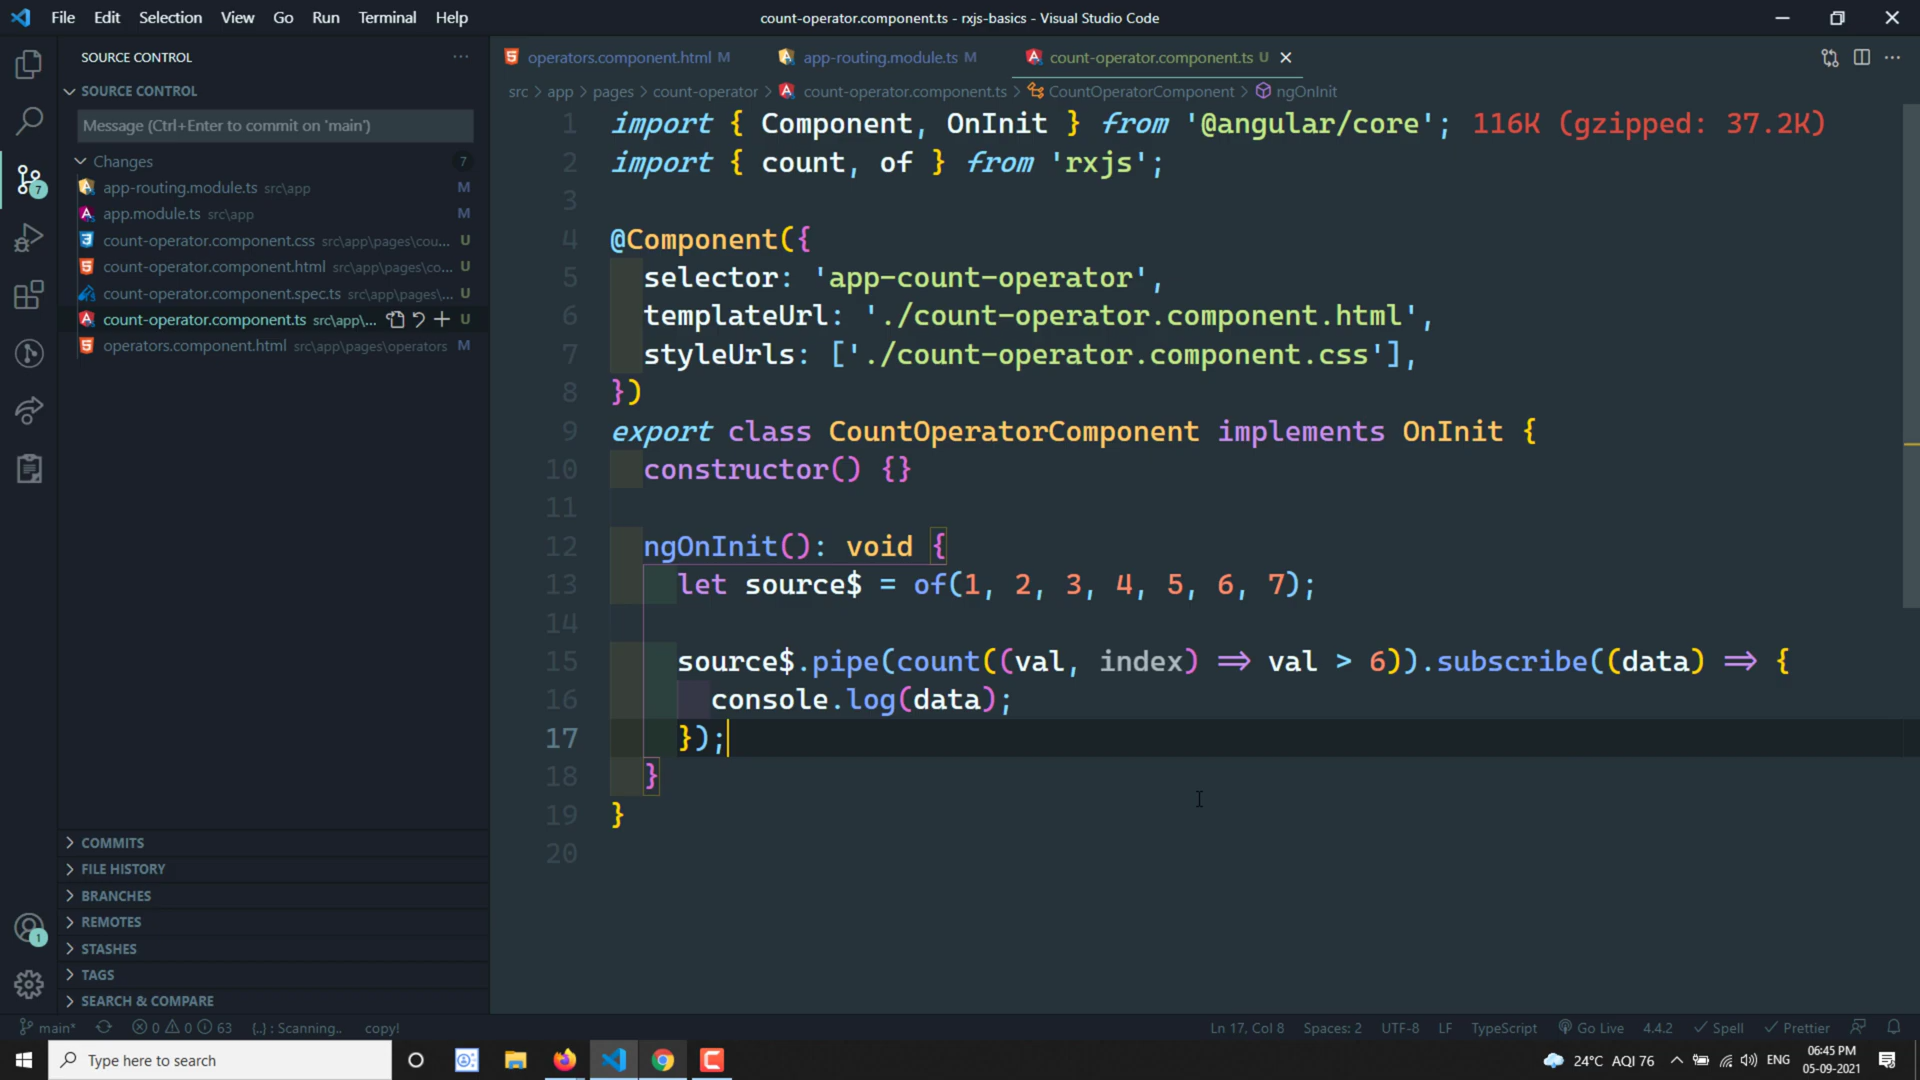 File Edit Selection View Go Run Terminal Help
count-operator.component.ts - rxjs-basics - Visual Studio Code
SOURCE CONTROL
SOURCE CONTROL
Message (Ctrl+Enter to commit on 'main')
Changes 7
app-routing.module.ts src\app M
app.module.ts src\app M
count-operator.component.css src\app\pages\cou... U
count-operator.component.html src\app\pages\co... U
count-operator.component.spec.ts src\app\pages\... U
count-operator.component.ts src\app\... U
operators.component.html src\app\pages\operators M
7
1
COMMITS
FILE HISTORY
BRANCHES
REMOTES
STASHES
TAGS
SEARCH & COMPARE
operators.component.html M app-routing.module.ts M count-operator.component.ts U
src > app > pages > count-operator > count-operator.component.ts > CountOperatorComponent > ngOnInit
1 import { Component, OnInit } from '@angular/core'; 116K (gzipped: 37.2K)
2 import { count, of } from 'rxjs';
3
4 @Component({
5 selector: 'app-count-operator',
6 templateUrl: './count-operator.component.html',
7 styleUrls: ['./count-operator.component.css'],
8 })
9 export class CountOperatorComponent implements OnInit {
10 constructor() {}
11
12 ngOnInit(): void {
13 let source$ = of(1, 2, 3, 4, 5, 6, 7);
14
15 source$.pipe(count((val, index) => val > 6)).subscribe((data) => {
16 console.log(data);
17 });
18 }
19 }
20
main* 0 0 63 {..} : Scanning.. copy!
Ln 17, Col 8 Spaces: 2 UTF-8 LF TypeScript Go Live 4.4.2 Spell Prettier
Type here to search
24°C AQI 76 ENG
06:45 PM
05-09-2021